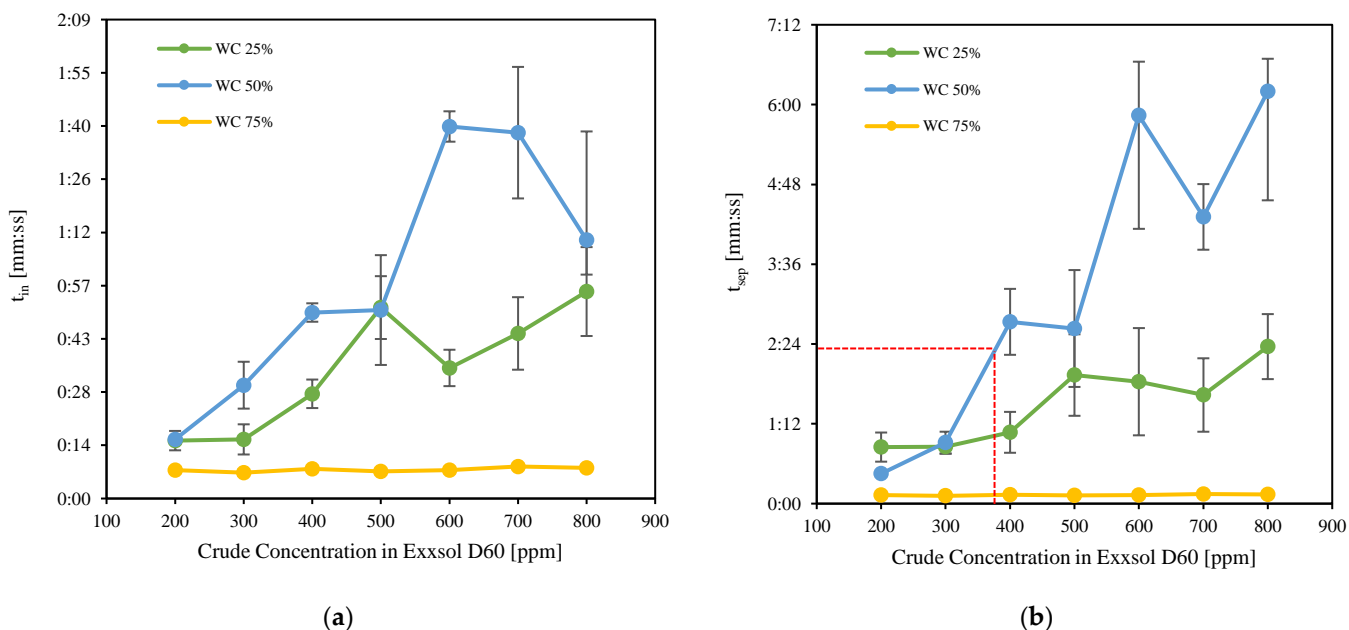 2:09
1:55
1:40
1:26
1:12
0:57
0:43
0:28
0:14
0:00
t_in [mm:ss]
WC 25%
WC 50%
WC 75%
100 200 300 400 500 600 700 800 900
Crude Concentration in Exxsol D60 [ppm]
(a)
7:12
6:00
4:48
3:36
2:24
1:12
0:00
t_sep [mm:ss]
WC 25%
WC 50%
WC 75%
100 200 300 400 500 600 700 800 900
Crude Concentration in Exxsol D60 [ppm]
(b)